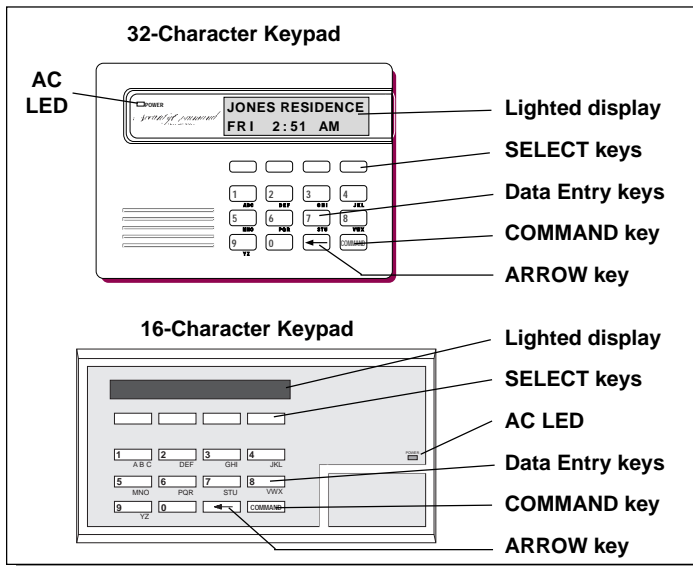 32-Character Keypad
AC
LED
POWER
JONES RESIDENCE
FRI 2:51 AM
Lighted display
SELECT keys
1 2 3 4
ABC DEF GHI JKL
Data Entry keys
5 6 7 8
MNO PQR STU VWX
COMMAND key
9 0 COMMAND
YZ
ARROW key
16-Character Keypad
Lighted display
SELECT keys
AC LED
POWER
1 2 3 4
ABC DEF GHI JKL
Data Entry keys
5 6 7 8
MNO PQR STU VWX
COMMAND key
9 0 COMMAND
YZ
ARROW key